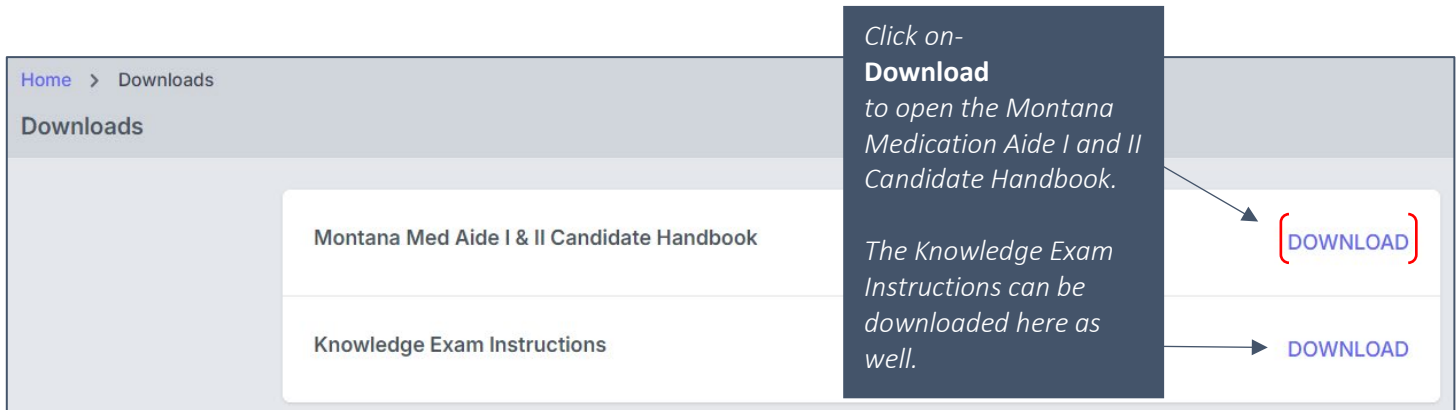 Click on-
Download
to open the Montana
Medication Aide I and II
Candidate Handbook.
The Knowledge Exam
Instructions can be
downloaded here as
well.
Home > Downloads
Downloads
Montana Med Aide I & II Candidate Handbook
DOWNLOAD
Knowledge Exam Instructions
DOWNLOAD